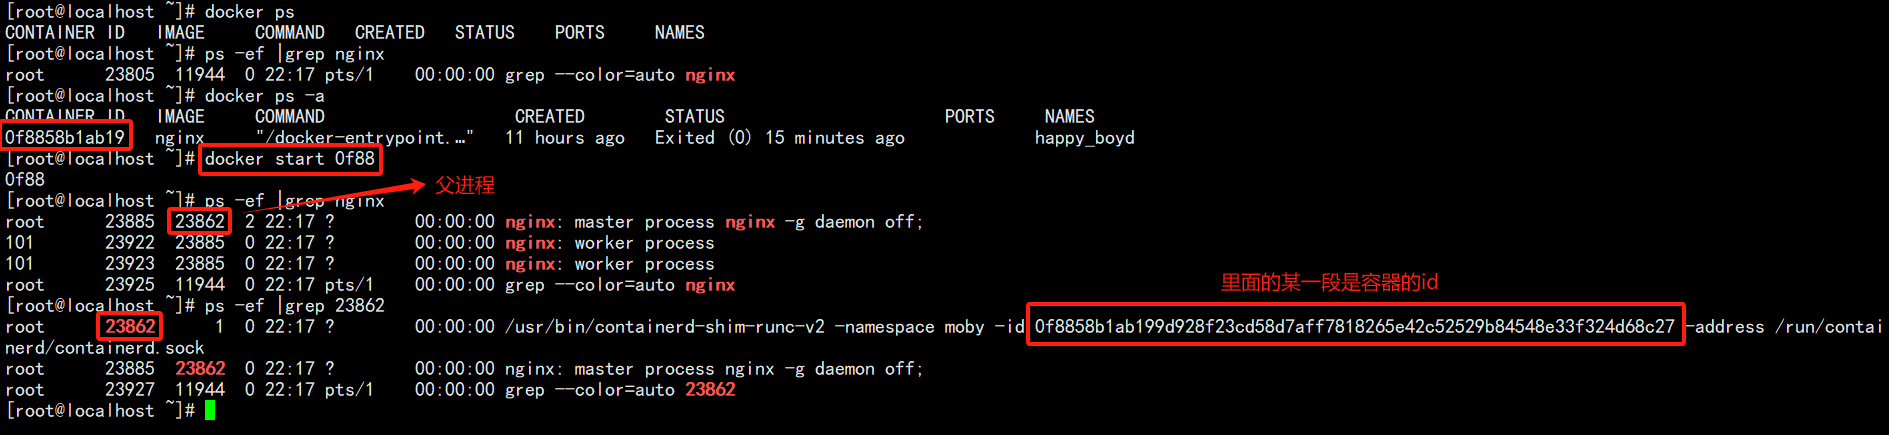 [root@localhost ~]# docker ps
CONTAINER ID   IMAGE     COMMAND   CREATED   STATUS    PORTS     NAMES
[root@localhost ~]# ps -ef |grep nginx
root      23805  11944  0 22:17 pts/1    00:00:00 grep --color=auto nginx
[root@localhost ~]# docker ps -a
CONTAINER ID   IMAGE     COMMAND                  CREATED        STATUS                      PORTS     NAMES
0f8858b1ab19   nginx     "/docker-entrypoint.…"   11 hours ago   Exited (0) 15 minutes ago             happy_boyd
[root@localhost ~]# docker start 0f88
0f88
父进程
[root@localhost ~]# ps -ef |grep nginx
root      23885  23862  2 22:17 ?        00:00:00 nginx: master process nginx -g daemon off;
101       23922  23885  0 22:17 ?        00:00:00 nginx: worker process
101       23923  23885  0 22:17 ?        00:00:00 nginx: worker process
root      23925  11944  0 22:17 pts/1    00:00:00 grep --color=auto nginx
里面的某一段是容器的id
[root@localhost ~]# ps -ef |grep 23862
root      23862      1  0 22:17 ?        00:00:00 /usr/bin/containerd-shim-runc-v2 -namespace moby -id 0f8858b1ab199d928f23cd58d7aff7818265e42c52529b84548e33f324d68c27 -address /run/contai
nerd/containerd.sock
root      23885  23862  0 22:17 ?        00:00:00 nginx: master process nginx -g daemon off;
root      23927  11944  0 22:17 pts/1    00:00:00 grep --color=auto 23862
[root@localhost ~]#